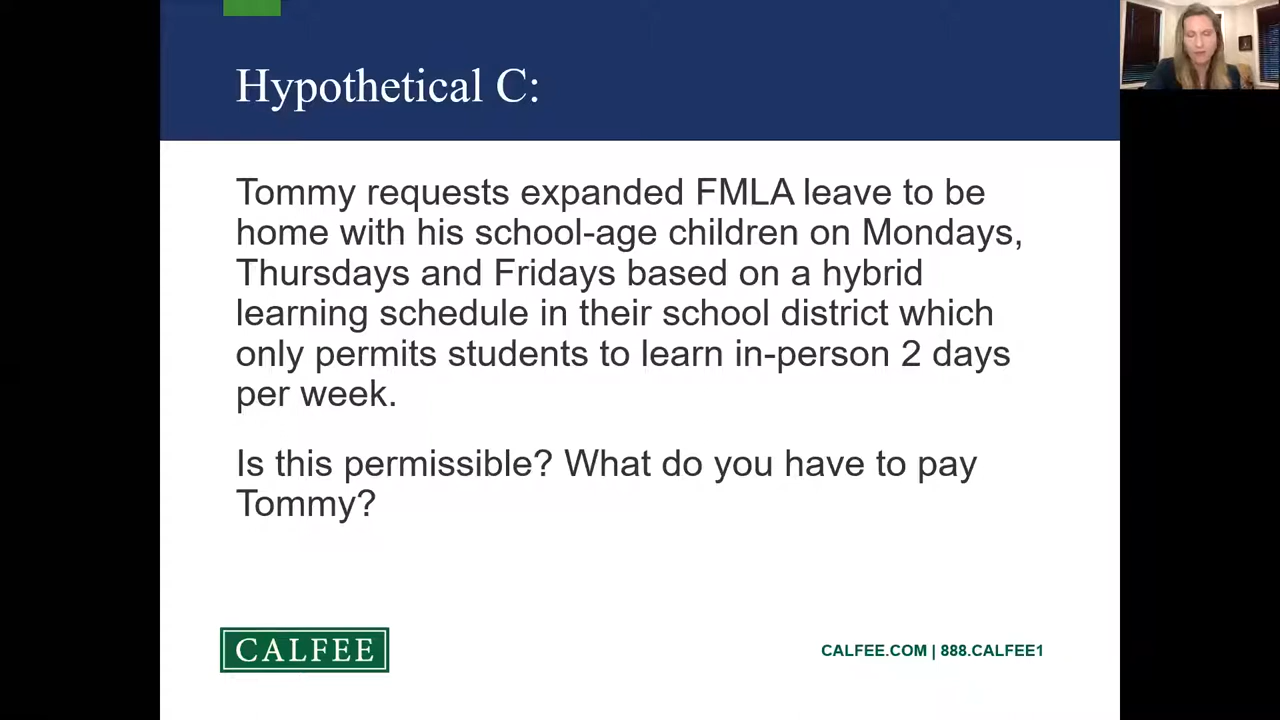 Hypothetical C:
Tommy requests expanded FMLA leave to be
home with his school-age children on Mondays,
Thursdays and Fridays based on a hybrid
learning schedule in their school district which
only permits students to learn in-person 2 days
per week.
Is this permissible? What do you have to pay
Tommy?
CALFEE
CALFEE.COM | 888.CALFEE1